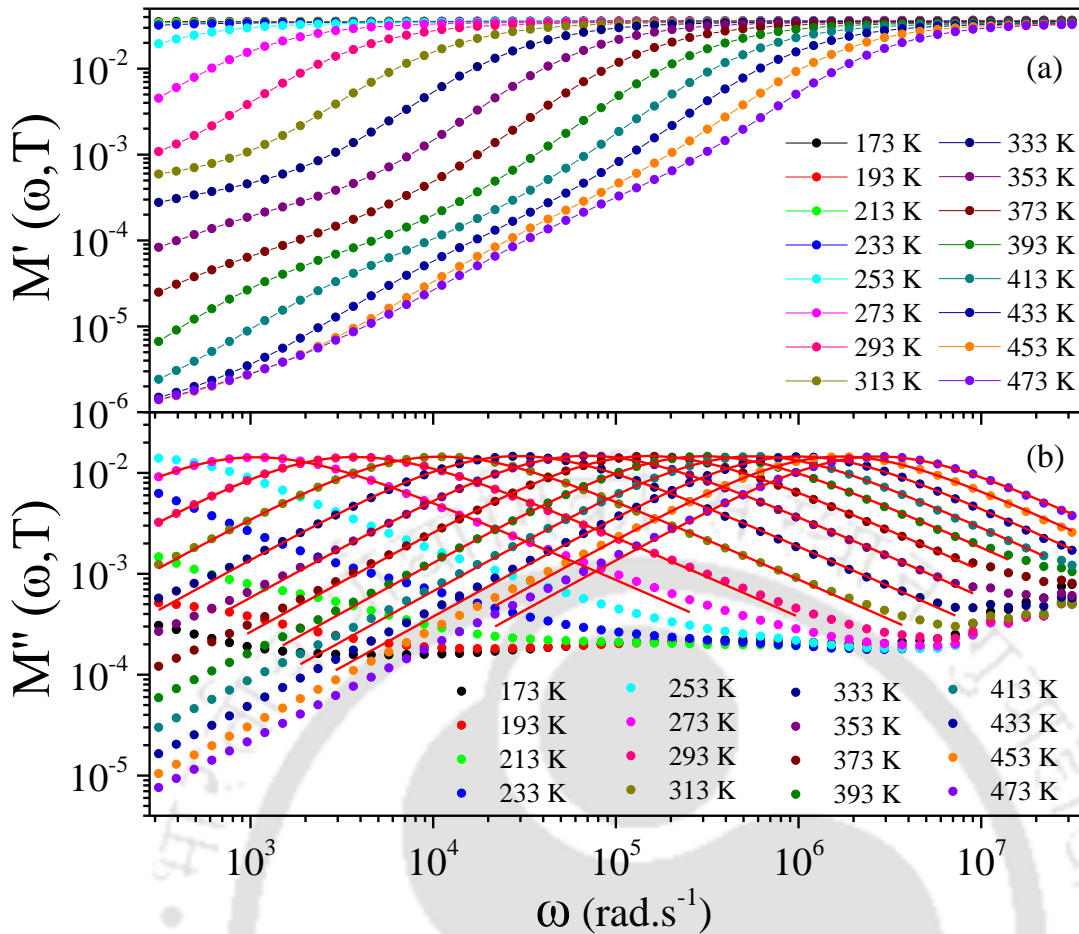 M' (ω,T)
10⁻²
10⁻³
10⁻⁴
10⁻⁵
10⁻⁶
(a)
173 K 333 K
193 K 353 K
213 K 373 K
233 K 393 K
253 K 413 K
273 K 433 K
293 K 453 K
313 K 473 K
M'' (ω,T)
10⁻²
10⁻³
10⁻⁴
10⁻⁵
(b)
173 K 253 K 333 K 413 K
193 K 273 K 353 K 433 K
213 K 293 K 373 K 453 K
233 K 313 K 393 K 473 K
10³ 10⁴ 10⁵ 10⁶ 10⁷
ω (rad.s⁻¹)